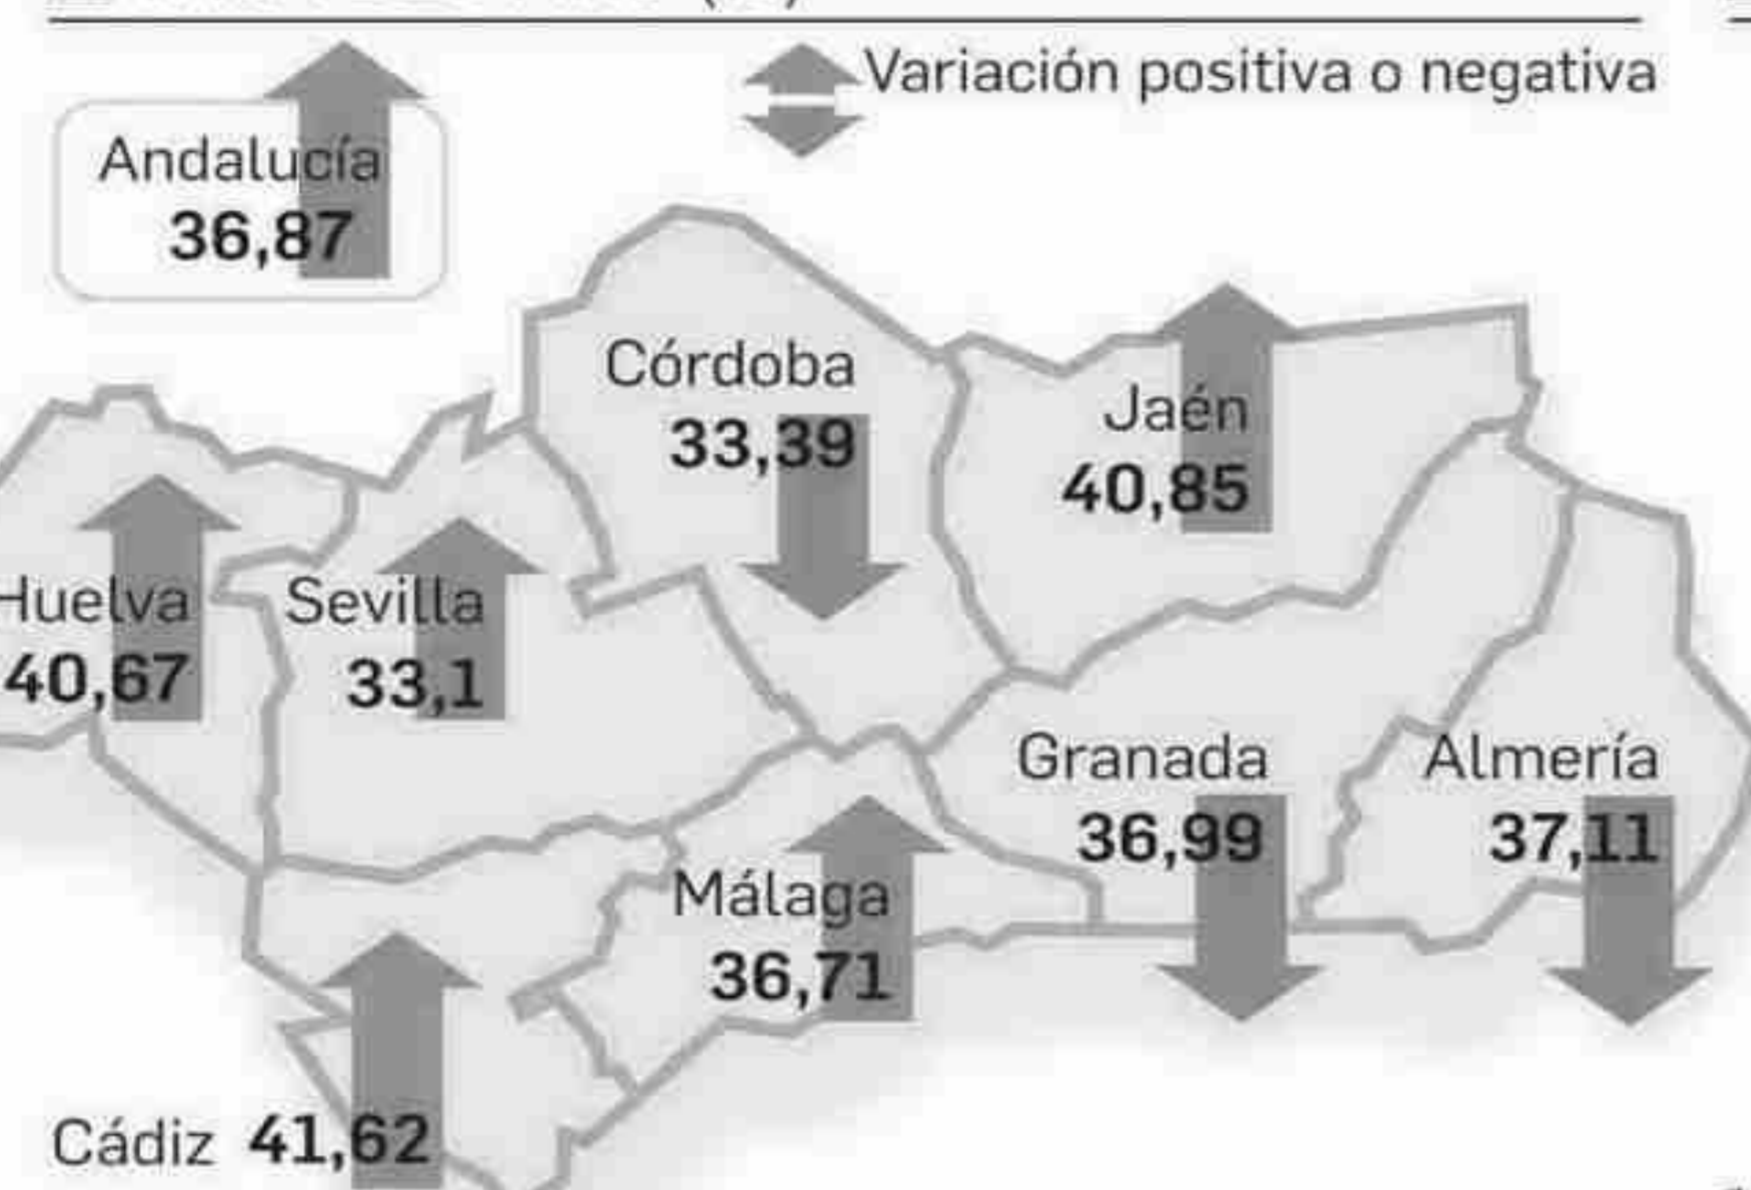 Variación positiva o negativa
Andalucía
36,87
Córdoba
33,39
Jaén
40,85
Huelva
40,67
Sevilla
33,1
Granada
36,99
Almería
37,11
Málaga
36,71
Cádiz 41,62